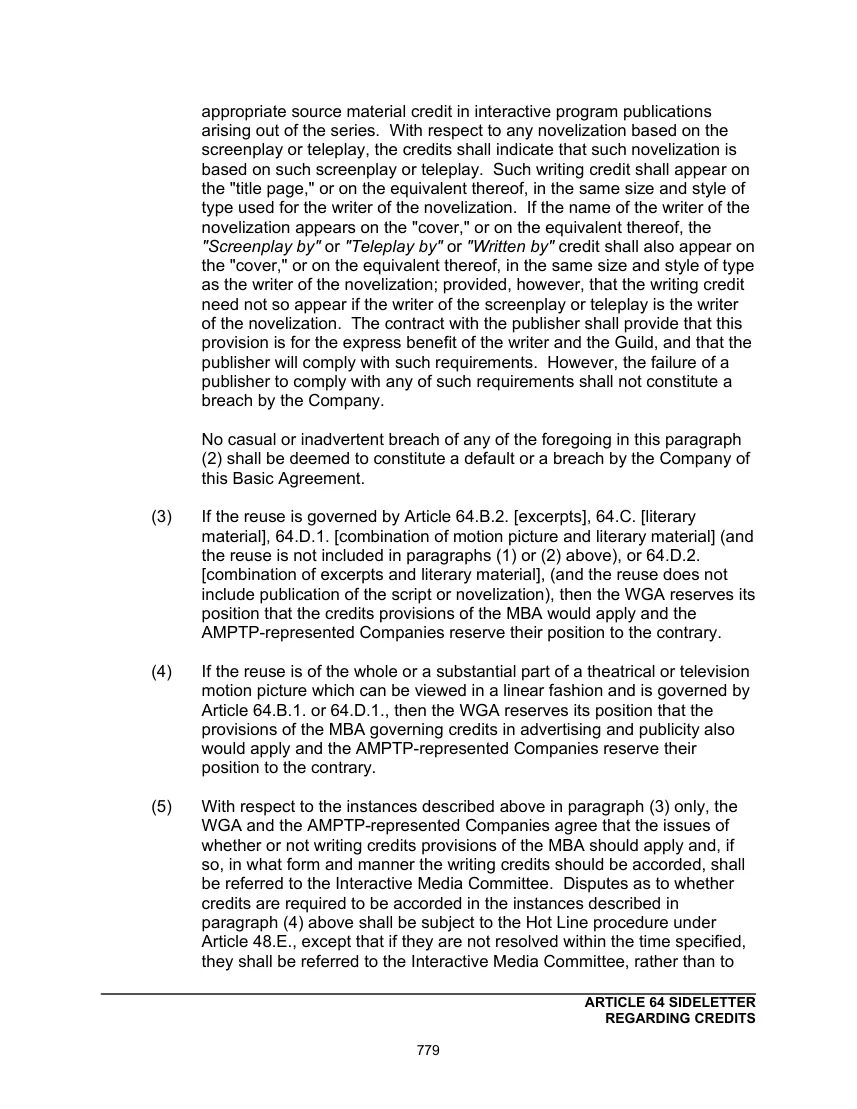 appropriate source material credit in interactive program publications
arising out of the series.  With respect to any novelization based on the
screenplay or teleplay, the credits shall indicate that such novelization is
based on such screenplay or teleplay.  Such writing credit shall appear on
the "title page," or on the equivalent thereof, in the same size and style of
type used for the writer of the novelization.  If the name of the writer of the
novelization appears on the "cover," or on the equivalent thereof, the
"Screenplay by" or "Teleplay by" or "Written by" credit shall also appear on
the "cover," or on the equivalent thereof, in the same size and style of type
as the writer of the novelization; provided, however, that the writing credit
need not so appear if the writer of the screenplay or teleplay is the writer
of the novelization.  The contract with the publisher shall provide that this
provision is for the express benefit of the writer and the Guild, and that the
publisher will comply with such requirements.  However, the failure of a
publisher to comply with any of such requirements shall not constitute a
breach by the Company.
No casual or inadvertent breach of any of the foregoing in this paragraph
(2) shall be deemed to constitute a default or a breach by the Company of
this Basic Agreement.
(3) If the reuse is governed by Article 64.B.2. [excerpts], 64.C. [literary
material], 64.D.1. [combination of motion picture and literary material] (and
the reuse is not included in paragraphs (1) or (2) above), or 64.D.2.
[combination of excerpts and literary material], (and the reuse does not
include publication of the script or novelization), then the WGA reserves its
position that the credits provisions of the MBA would apply and the
AMPTP-represented Companies reserve their position to the contrary.
(4) If the reuse is of the whole or a substantial part of a theatrical or television
motion picture which can be viewed in a linear fashion and is governed by
Article 64.B.1. or 64.D.1., then the WGA reserves its position that the
provisions of the MBA governing credits in advertising and publicity also
would apply and the AMPTP-represented Companies reserve their
position to the contrary.
(5) With respect to the instances described above in paragraph (3) only, the
WGA and the AMPTP-represented Companies agree that the issues of
whether or not writing credits provisions of the MBA should apply and, if
so, in what form and manner the writing credits should be accorded, shall
be referred to the Interactive Media Committee.  Disputes as to whether
credits are required to be accorded in the instances described in
paragraph (4) above shall be subject to the Hot Line procedure under
Article 48.E., except that if they are not resolved within the time specified,
they shall be referred to the Interactive Media Committee, rather than to
ARTICLE 64 SIDELETTER
REGARDING CREDITS
779